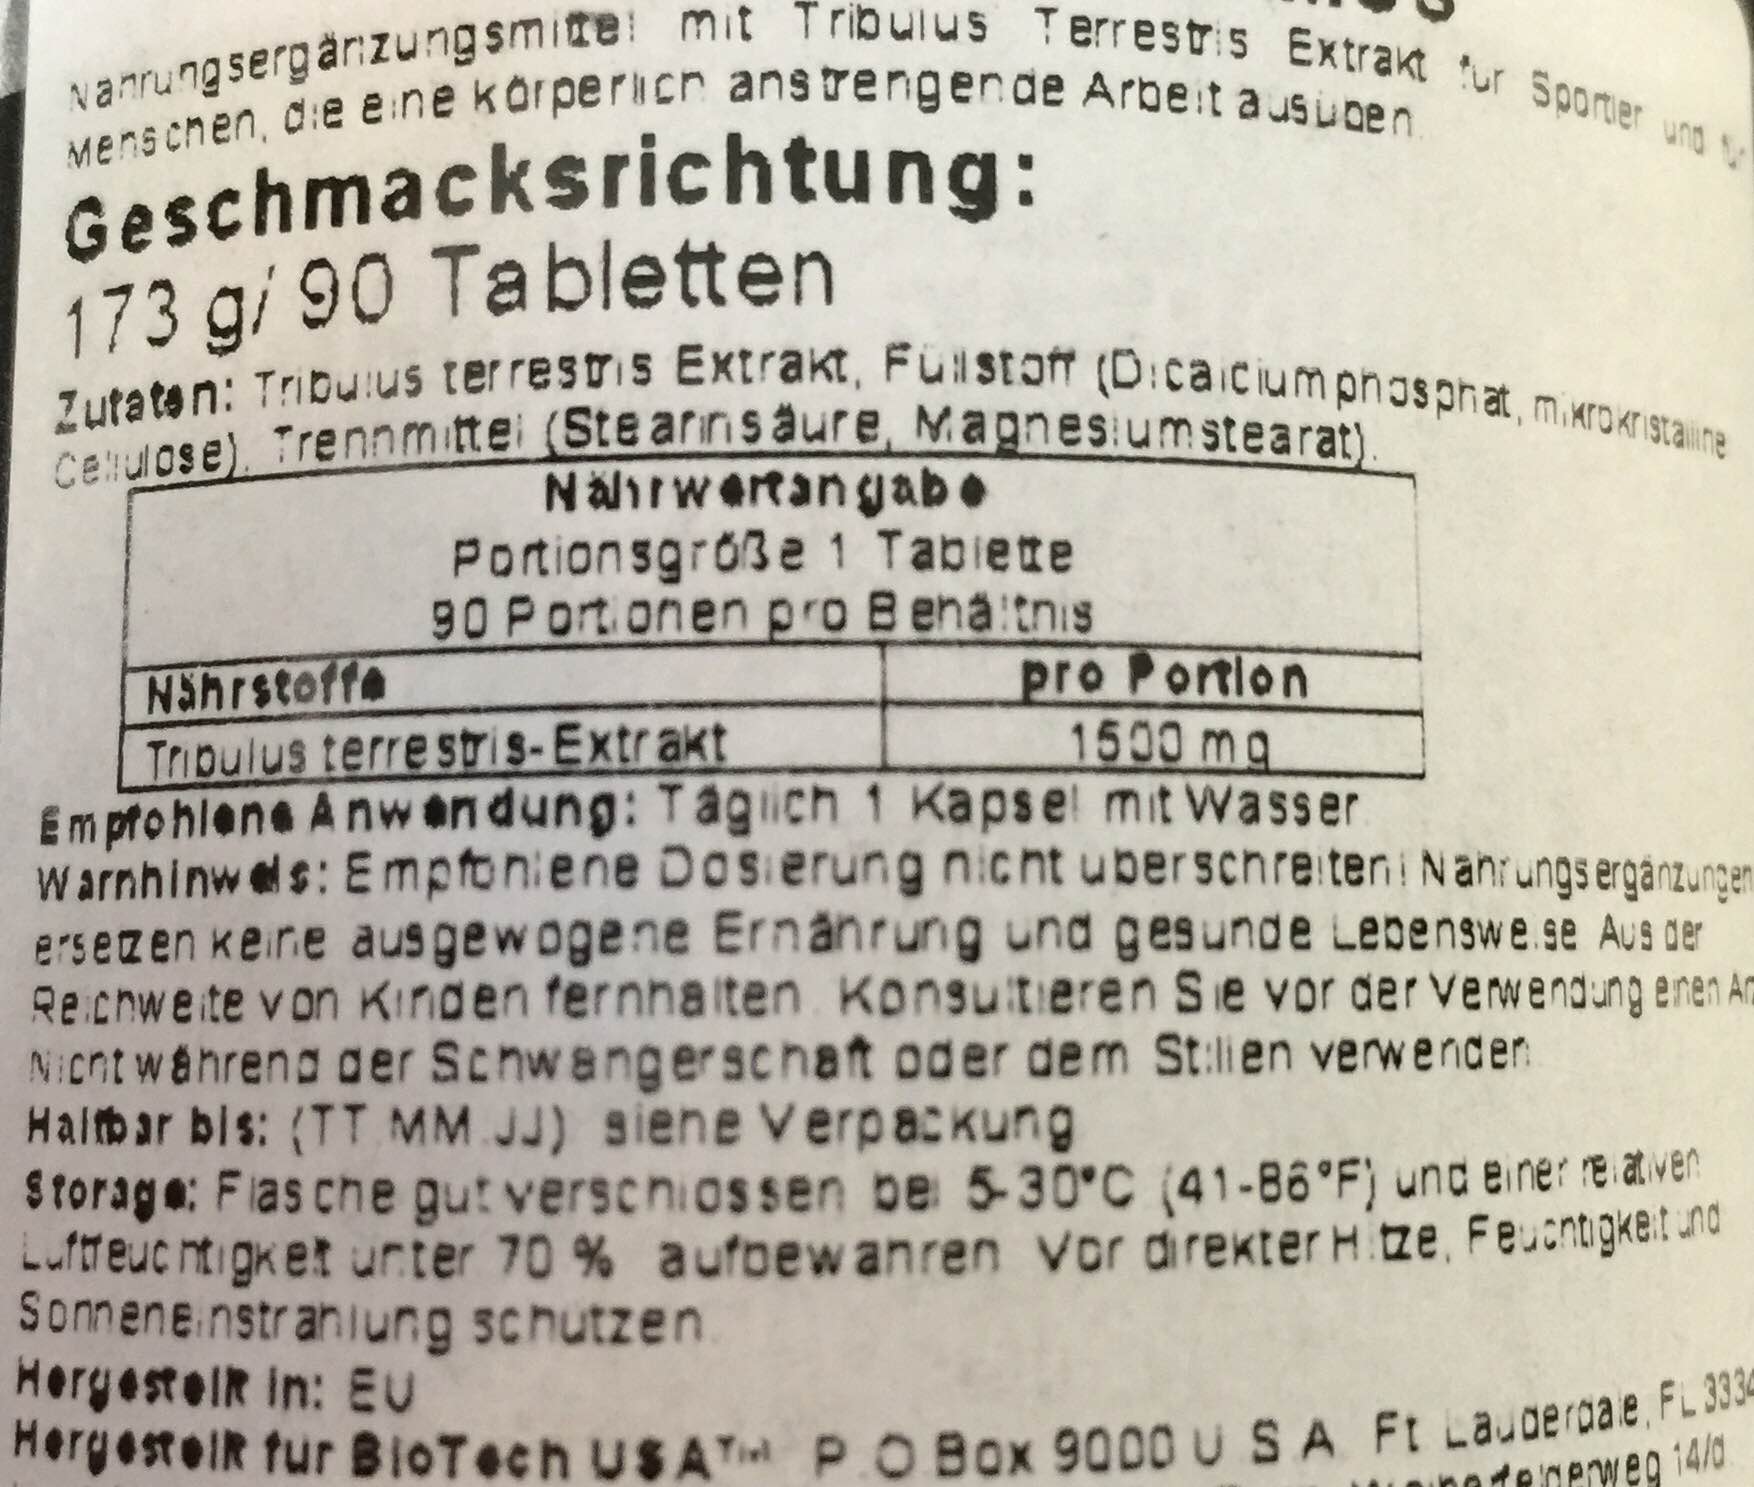 Nahrungsergänzungsmittel mit Tribulus Terrestris Extrakt für Sportler und für
Menschen, die eine körperlich anstrengende Arbeit ausüben.
Geschmacksrichtung:
173 g/ 90 Tabletten
Zutaten: Tribulus terrestris Extrakt, Füllstoff (Dicalciumphosphat, mikrokristalline
Cellulose), Trennmittel (Stearinsäure, Magnesiumstearat).
Nährwertangabe
Portionsgröße 1 Tablette
90 Portionen pro Behältnis
Nährstoffe pro Portion
Tribulus terrestris-Extrakt 1500 mg
Empfohlene Anwendung: Täglich 1 Kapsel mit Wasser
Warnhinweis: Empfohlene Dosierung nicht überschreiten! Nahrungsergänzungen
ersetzen keine ausgewogene Ernährung und gesunde Lebensweise. Aus der
Reichweite von Kinden fernhalten. Konsultieren Sie vor der Verwendung einen
Nicht während der Schwangerschaft oder dem Stillen verwenden.
Haltbar bis: (TT.MM.JJ) siehe Verpackung
Storage: Flasche gut verschlossen bei 5-30°C (41-86°F) und einer relativen
Luftfeuchtigkeit unter 70 % aufbewahren. Vor direkter Hitze, Feuchtigkeit und
Sonneneinstrahlung schützen.
Hergestellt in: EU
Hergestellt für BioTech USA™ P.O Box 9000 U S A Ft Lauderdale, FL
14/d